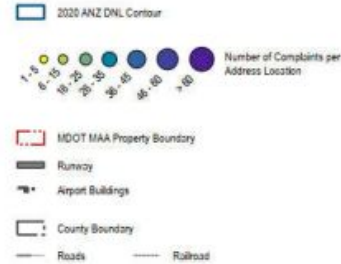 2020 ANZ DNL Contour
1 - 5
6 - 15
16 - 25
26 - 35
36 - 45
46 - 60
> 60
Number of Complaints per
Address Location
MDOT MAA Property Boundary
Runway
Airport Buildings
County Boundary
Roads
Railroad